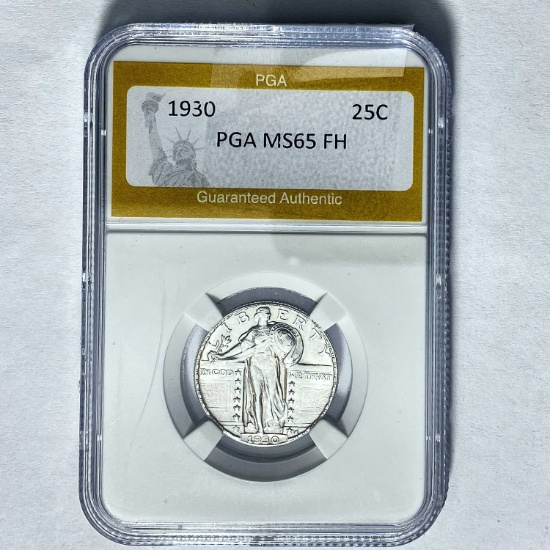 PGA
1930 25C
PGA MS65 FH
Guaranteed Authentic
LIBERTY
IN GOD WE TRUST
1930